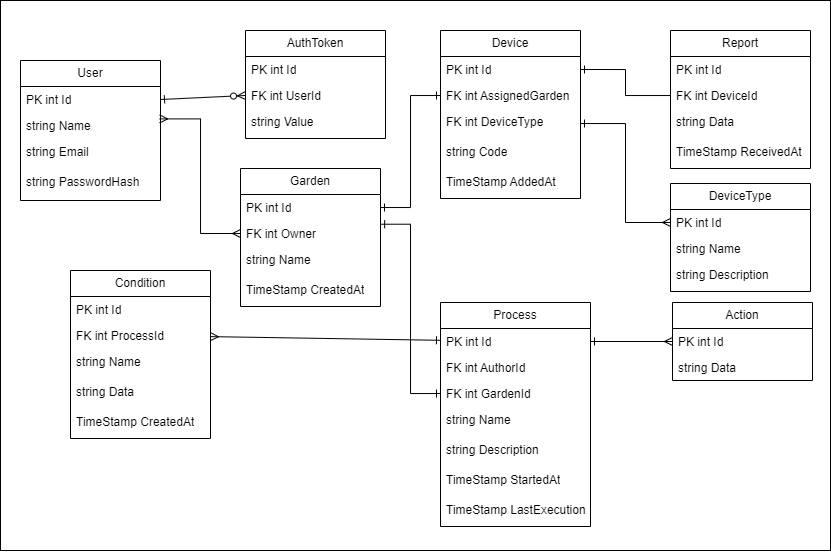 User
PK int Id
string Name
string Email
string PasswordHash
AuthToken
PK int Id
FK int UserId
string Value
Device
PK int Id
FK int AssignedGarden
FK int DeviceType
string Code
TimeStamp AddedAt
Report
PK int Id
FK int DeviceId
string Data
TimeStamp ReceivedAt
Garden
PK int Id
FK int Owner
string Name
TimeStamp CreatedAt
DeviceType
PK int Id
string Name
string Description
Condition
PK int Id
FK int ProcessId
string Name
string Data
TimeStamp CreatedAt
Process
PK int Id
FK int AuthorId
FK int GardenId
string Name
string Description
TimeStamp StartedAt
TimeStamp LastExecution
Action
PK int Id
string Data